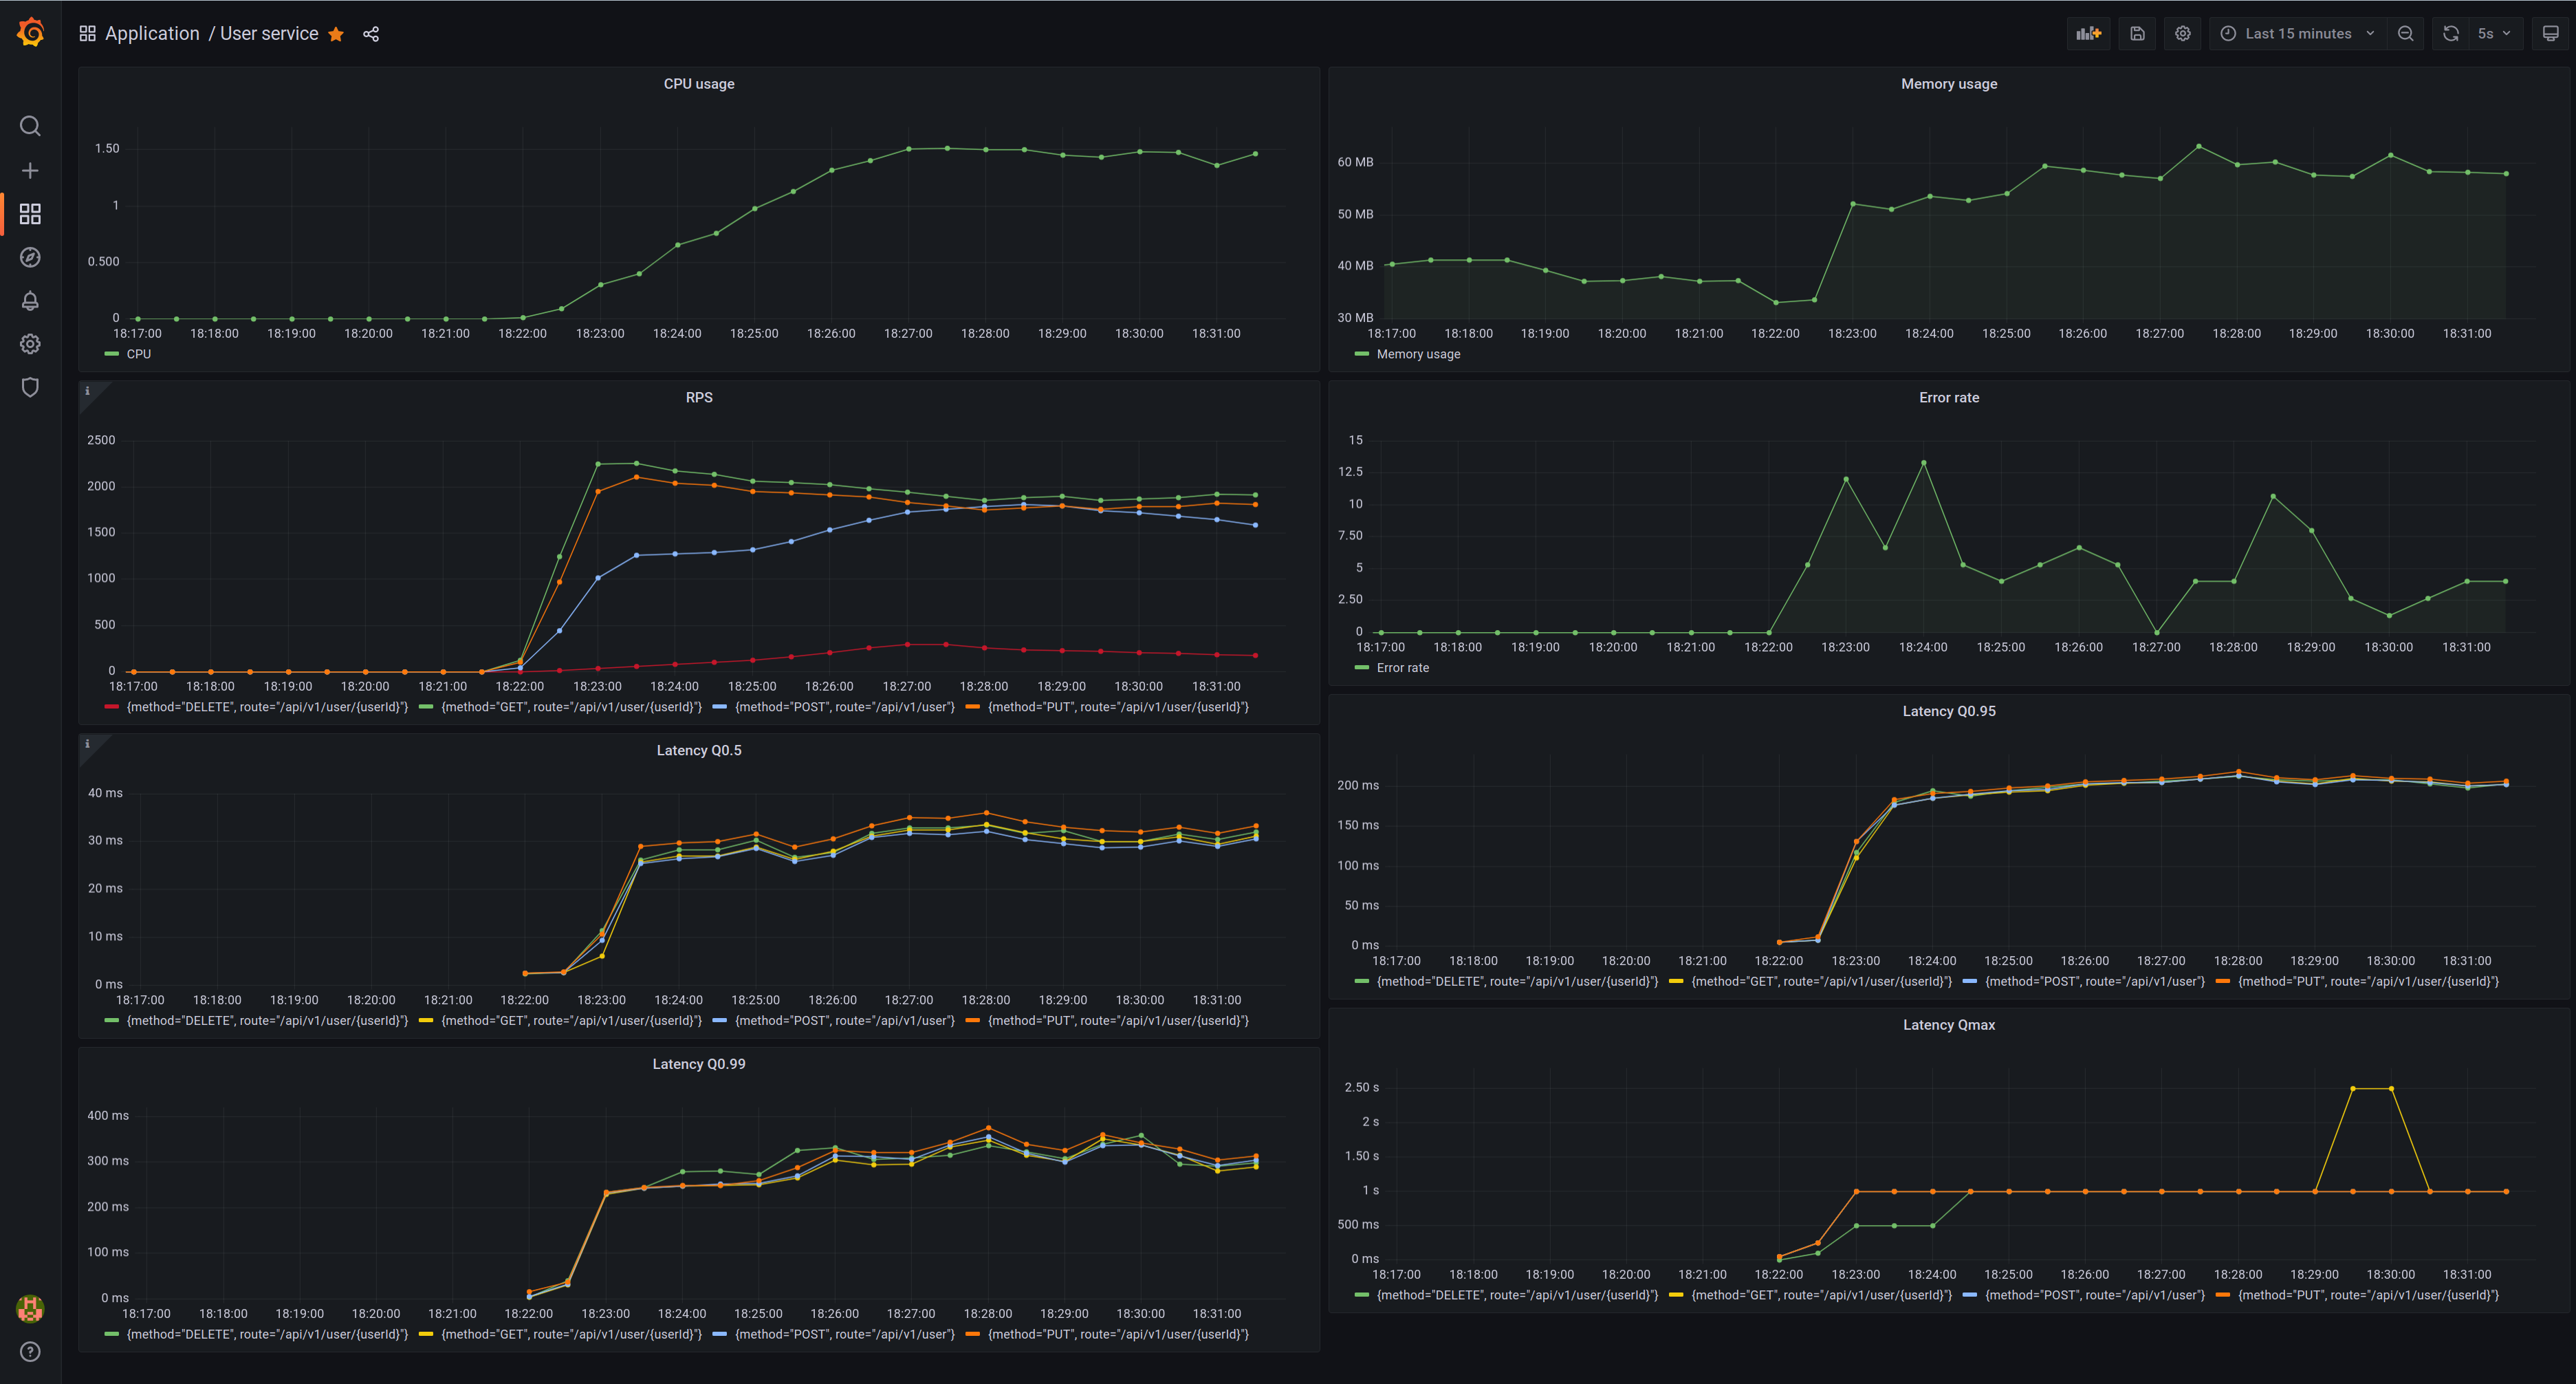 Application / User service
Last 15 minutes
5s
CPU usage
1.50
1
0.500
0
18:17:00 18:18:00 18:19:00 18:20:00 18:21:00 18:22:00 18:23:00 18:24:00 18:25:00 18:26:00 18:27:00 18:28:00 18:29:00 18:30:00 18:31:00
CPU
Memory usage
60 MB
50 MB
40 MB
30 MB
18:17:00 18:18:00 18:19:00 18:20:00 18:21:00 18:22:00 18:23:00 18:24:00 18:25:00 18:26:00 18:27:00 18:28:00 18:29:00 18:30:00 18:31:00
Memory usage
i
RPS
2500
2000
1500
1000
500
0
18:17:00 18:18:00 18:19:00 18:20:00 18:21:00 18:22:00 18:23:00 18:24:00 18:25:00 18:26:00 18:27:00 18:28:00 18:29:00 18:30:00 18:31:00
{method="DELETE", route="/api/v1/user/{userId}"} {method="GET", route="/api/v1/user/{userId}"} {method="POST", route="/api/v1/user"} {method="PUT", route="/api/v1/user/{userId}"}
Error rate
15
12.5
10
7.50
5
2.50
0
18:17:00 18:18:00 18:19:00 18:20:00 18:21:00 18:22:00 18:23:00 18:24:00 18:25:00 18:26:00 18:27:00 18:28:00 18:29:00 18:30:00 18:31:00
Error rate
i
Latency Q0.5
40 ms
30 ms
20 ms
10 ms
0 ms
18:17:00 18:18:00 18:19:00 18:20:00 18:21:00 18:22:00 18:23:00 18:24:00 18:25:00 18:26:00 18:27:00 18:28:00 18:29:00 18:30:00 18:31:00
{method="DELETE", route="/api/v1/user/{userId}"} {method="GET", route="/api/v1/user/{userId}"} {method="POST", route="/api/v1/user"} {method="PUT", route="/api/v1/user/{userId}"}
Latency Q0.95
200 ms
150 ms
100 ms
50 ms
0 ms
18:17:00 18:18:00 18:19:00 18:20:00 18:21:00 18:22:00 18:23:00 18:24:00 18:25:00 18:26:00 18:27:00 18:28:00 18:29:00 18:30:00 18:31:00
{method="DELETE", route="/api/v1/user/{userId}"} {method="GET", route="/api/v1/user/{userId}"} {method="POST", route="/api/v1/user"} {method="PUT", route="/api/v1/user/{userId}"}
Latency Q0.99
400 ms
300 ms
200 ms
100 ms
0 ms
18:17:00 18:18:00 18:19:00 18:20:00 18:21:00 18:22:00 18:23:00 18:24:00 18:25:00 18:26:00 18:27:00 18:28:00 18:29:00 18:30:00 18:31:00
{method="DELETE", route="/api/v1/user/{userId}"} {method="GET", route="/api/v1/user/{userId}"} {method="POST", route="/api/v1/user"} {method="PUT", route="/api/v1/user/{userId}"}
Latency Qmax
2.50 s
2 s
1.50 s
1 s
500 ms
0 ms
18:17:00 18:18:00 18:19:00 18:20:00 18:21:00 18:22:00 18:23:00 18:24:00 18:25:00 18:26:00 18:27:00 18:28:00 18:29:00 18:30:00 18:31:00
{method="DELETE", route="/api/v1/user/{userId}"} {method="GET", route="/api/v1/user/{userId}"} {method="POST", route="/api/v1/user"} {method="PUT", route="/api/v1/user/{userId}"}